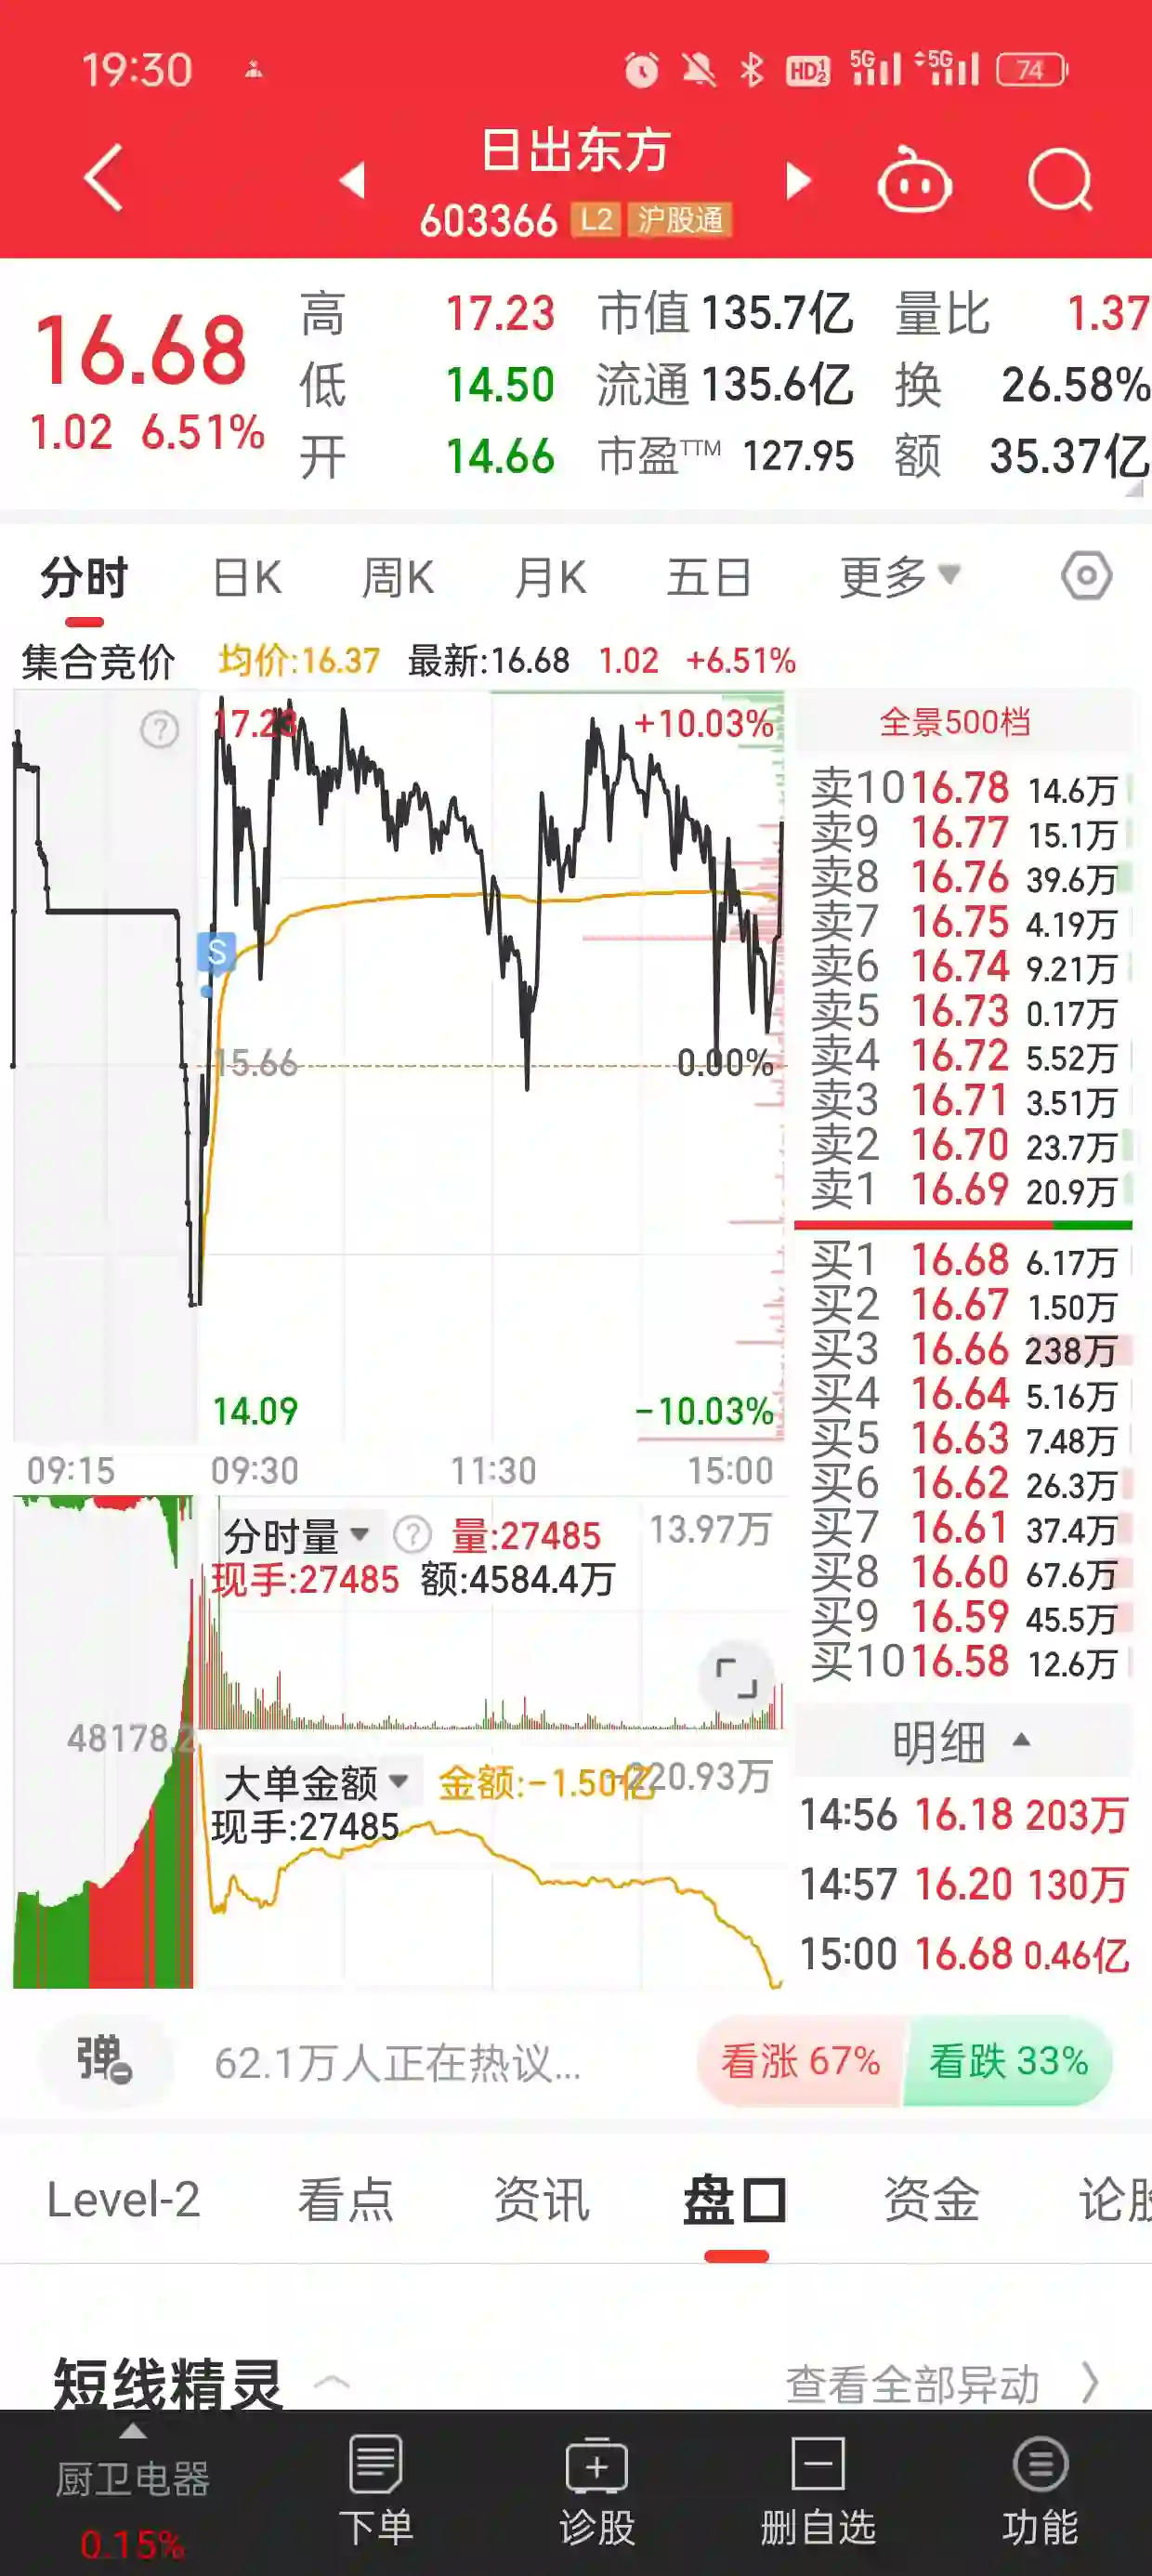 19:30 HD 1 2 5G 5G 74
日出东方
603366 L2 沪股通
16.68
1.02 6.51%
高 17.23 市值 135.7亿 量比 1.37
低 14.50 流通 135.6亿 换 26.58%
开 14.66 市盈TTM 127.95 额 35.37亿
分时 日K 周K 月K 五日 更多
集合竞价 均价:16.37 最新:16.68 1.02 +6.51%
?
17.23 +10.03%
S
15.66 0.00%
14.09 -10.03%
09:15 09:30 11:30 15:00
分时量 ? 量:27485 13.97万
现手:27485 额:4584.4万
48178.2
大单金额 金额:-1.50亿 -220.93万
现手:27485
全景500档
卖10 16.78 14.6万
卖9 16.77 15.1万
卖8 16.76 39.6万
卖7 16.75 4.19万
卖6 16.74 9.21万
卖5 16.73 0.17万
卖4 16.72 5.52万
卖3 16.71 3.51万
卖2 16.70 23.7万
卖1 16.69 20.9万
买1 16.68 6.17万
买2 16.67 1.50万
买3 16.66 238万
买4 16.64 5.16万
买5 16.63 7.48万
买6 16.62 26.3万
买7 16.61 37.4万
买8 16.60 67.6万
买9 16.59 45.5万
买10 16.58 12.6万
明细
14:56 16.18 203万
14:57 16.20 130万
15:00 16.68 0.46亿
弹 62.1万人正在热议... 看涨 67% 看跌 33%
Level-2 看点 资讯 盘口 资金 论股
短线精灵 查看全部异动
厨卫电器
0.15%
下单 诊股 删自选 功能